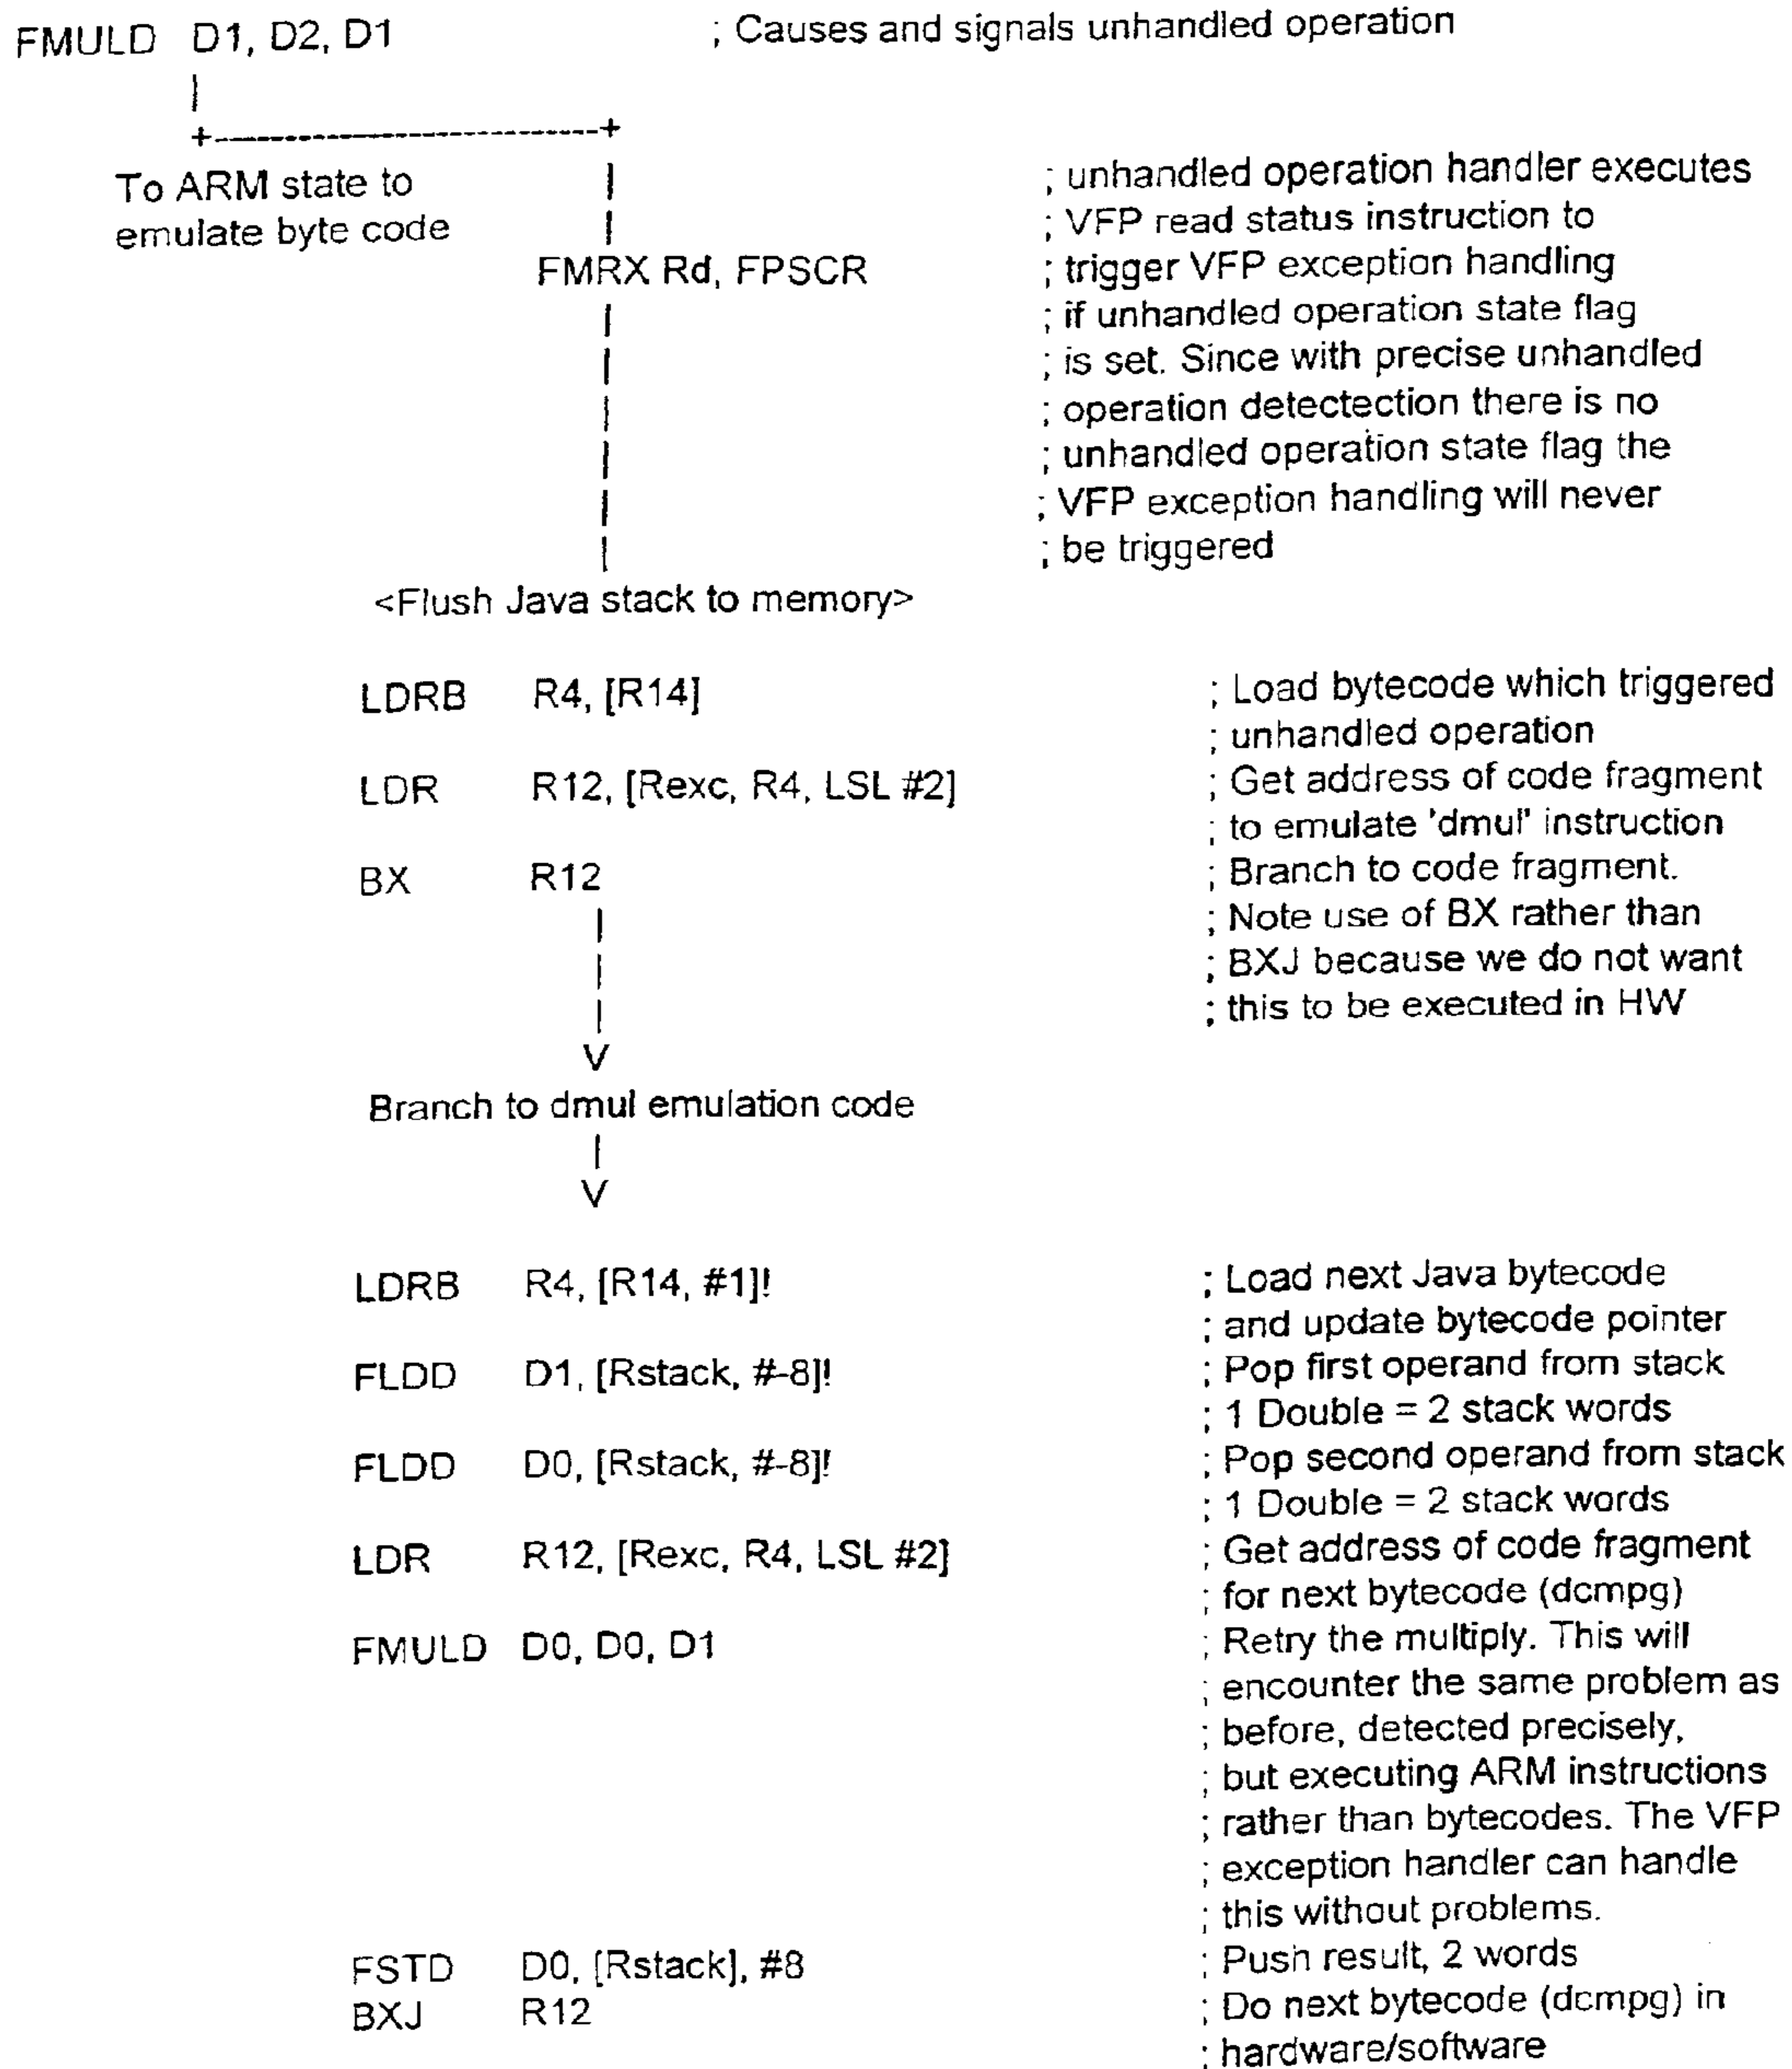 FMULD D1, D2, D1 ; Causes and signals unhandled operation
|
+----------------------------+
To ARM state to | ; unhandled operation handler executes
emulate byte code | ; VFP read status instruction to
FMRX Rd, FPSCR ; trigger VFP exception handling
| ; if unhandled operation state flag
| ; is set. Since with precise unhandled
| ; operation detectection there is no
| ; unhandled operation state flag the
| ; VFP exception handling will never
| ; be triggered
<Flush Java stack to memory>
LDRB R4, [R14] ; Load bytecode which triggered
; unhandled operation
LDR R12, [Rexc, R4, LSL #2] ; Get address of code fragment
; to emulate 'dmul' instruction
BX R12 ; Branch to code fragment.
| ; Note use of BX rather than
| ; BXJ because we do not want
| ; this to be executed in HW
V
Branch to dmul emulation code
|
V
LDRB R4, [R14, #1]! ; Load next Java bytecode
; and update bytecode pointer
FLDD D1, [Rstack, #-8]! ; Pop first operand from stack
; 1 Double = 2 stack words
FLDD D0, [Rstack, #-8]! ; Pop second operand from stack
; 1 Double = 2 stack words
LDR R12, [Rexc, R4, LSL #2] ; Get address of code fragment
; for next bytecode (dcmpg)
FMULD D0, D0, D1 ; Retry the multiply. This will
; encounter the same problem as
; before, detected precisely,
; but executing ARM instructions
; rather than bytecodes. The VFP
; exception handler can handle
; this without problems.
FSTD D0, [Rstack], #8 ; Push result, 2 words
BXJ R12 ; Do next bytecode (dcmpg) in
; hardware/software